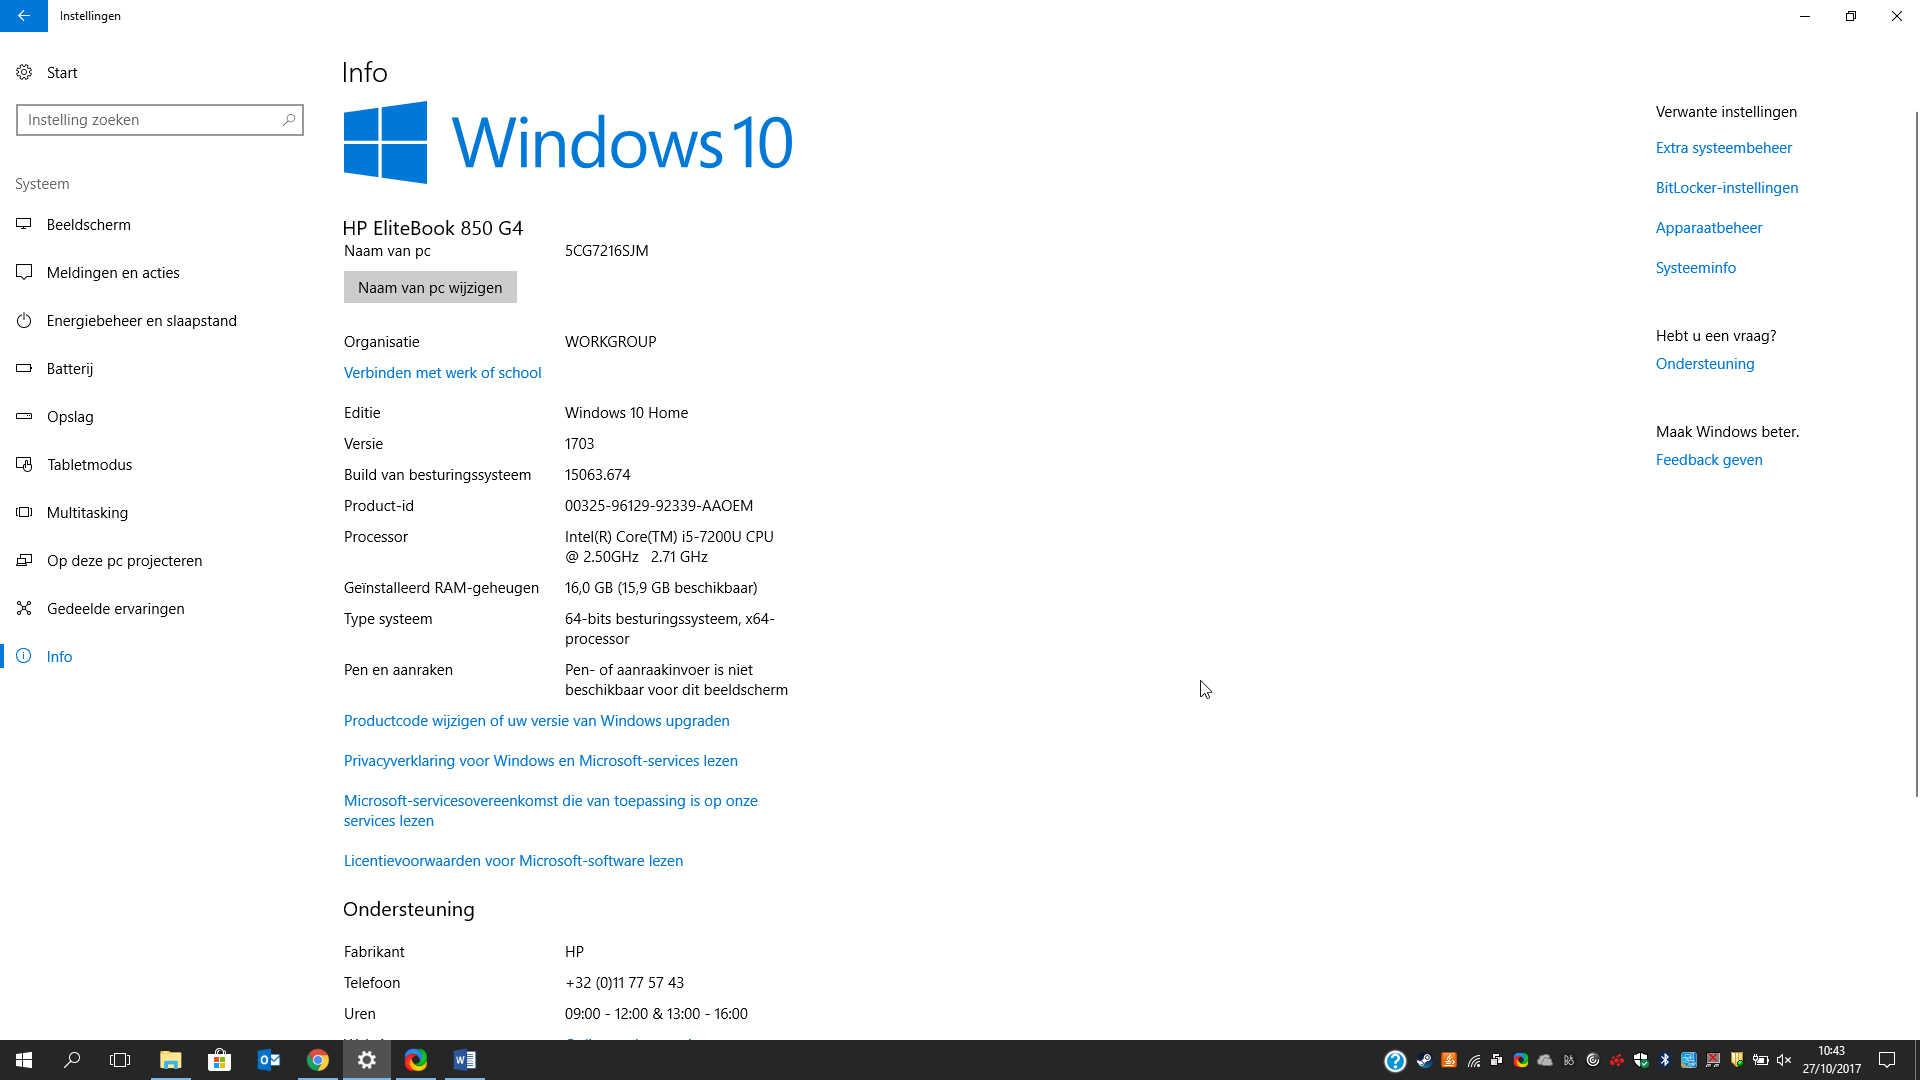 Instellingen
Start
Instelling zoeken
Systeem
Beeldscherm
Meldingen en acties
Energiebeheer en slaapstand
Batterij
Opslag
Tabletmodus
Multitasking
Op deze pc projecteren
Gedeelde ervaringen
Info
Info
Windows 10
HP EliteBook 850 G4
Naam van pc 5CG7216SJM
Naam van pc wijzigen
Organisatie WORKGROUP
Verbinden met werk of school
Editie Windows 10 Home
Versie 1703
Build van besturingssysteem 15063.674
Product-id 00325-96129-92339-AAOEM
Processor Intel(R) Core(TM) i5-7200U CPU
@ 2.50GHz 2.71 GHz
Geïnstalleerd RAM-geheugen 16,0 GB (15,9 GB beschikbaar)
Type systeem 64-bits besturingssysteem, x64-
processor
Pen en aanraken Pen- of aanraakinvoer is niet
beschikbaar voor dit beeldscherm
Productcode wijzigen of uw versie van Windows upgraden
Privacyverklaring voor Windows en Microsoft-services lezen
Microsoft-servicesovereenkomst die van toepassing is op onze
services lezen
Licentievoorwaarden voor Microsoft-software lezen
Ondersteuning
Fabrikant HP
Telefoon +32 (0)11 77 57 43
Uren 09:00 - 12:00 & 13:00 - 16:00
Verwante instellingen
Extra systeembeheer
BitLocker-instellingen
Apparaatbeheer
Systeeminfo
Hebt u een vraag?
Ondersteuning
Maak Windows beter.
Feedback geven
10:43
27/10/2017